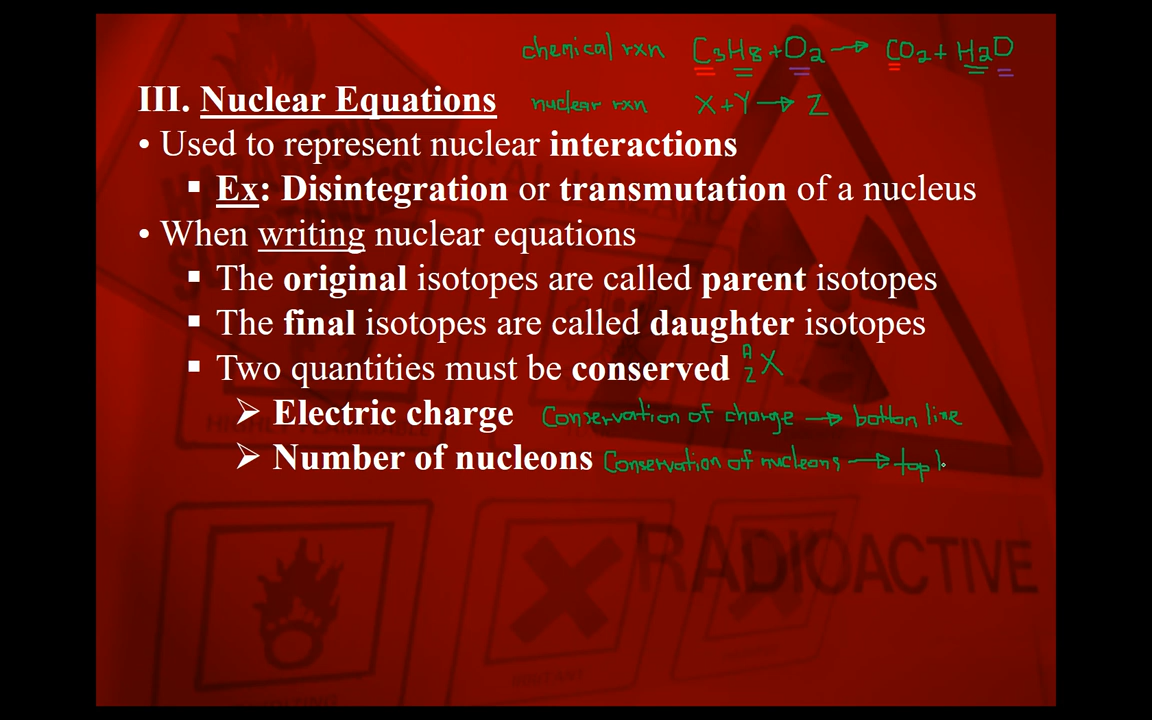 chemical rxn C3H8 + O2 → CO2 + H2O
III. Nuclear Equations nuclear rxn X + Y → Z
• Used to represent nuclear interactions
▪ Ex: Disintegration or transmutation of a nucleus
• When writing nuclear equations
▪ The original isotopes are called parent isotopes
▪ The final isotopes are called daughter isotopes
▪ Two quantities must be conserved A Z X
➢ Electric charge Conservation of charge → bottom line
➢ Number of nucleons Conservation of nucleons → top l
RADIOACTIVE